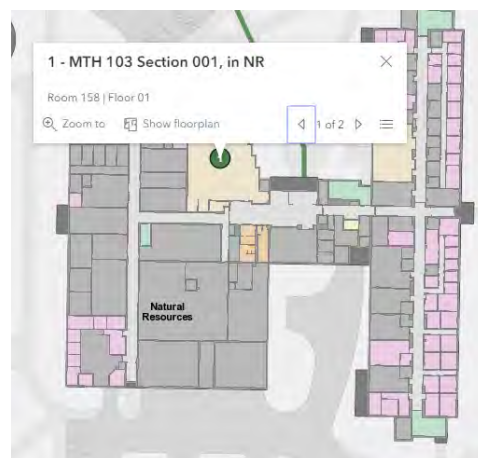 1 - MTH 103 Section 001, in NR
Room 158 | Floor 01
Zoom to
Show floorplan
1 of 2
Natural
Resources